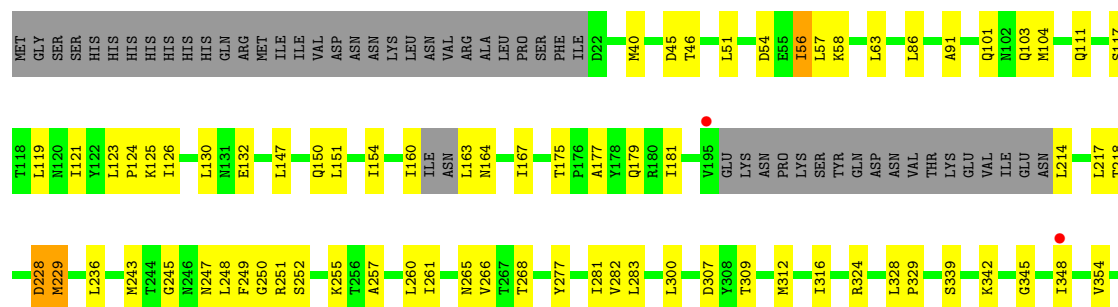 MET GLY SER SER HIS HIS HIS HIS HIS HIS GLN ARG MET ILE ILE VAL ASP ASN ASN LYS LEU ASN VAL ARG ALA LEU PRO SER PHE ILE D22 M40 D45 T46 L51 D54 E55 I56 L57 K58 L63 L86 A91 Q101 N102 Q103 M104 Q111 S117
T118 L119 N120 I121 Y122 L123 P124 K125 I126 L130 N131 E132 L147 Q150 L151 I154 I160 ILE ASN L163 N164 I167 T175 P176 A177 Y178 Q179 R180 I181 V195 GLU LYS ASN PRO LYS SER TYR GLN ASP ASN VAL THR LYS GLU VAL ILE GLU ASN L214 L217 T218
D228 M229 L236 M243 T244 G245 N246 N247 L248 F249 G250 R251 S252 K255 T256 A257 L260 I261 N265 V266 T267 T268 Y277 I281 V282 L283 L300 D307 Y308 T309 M312 I316 R324 L328 P329 S339 K342 G345 I348 V354